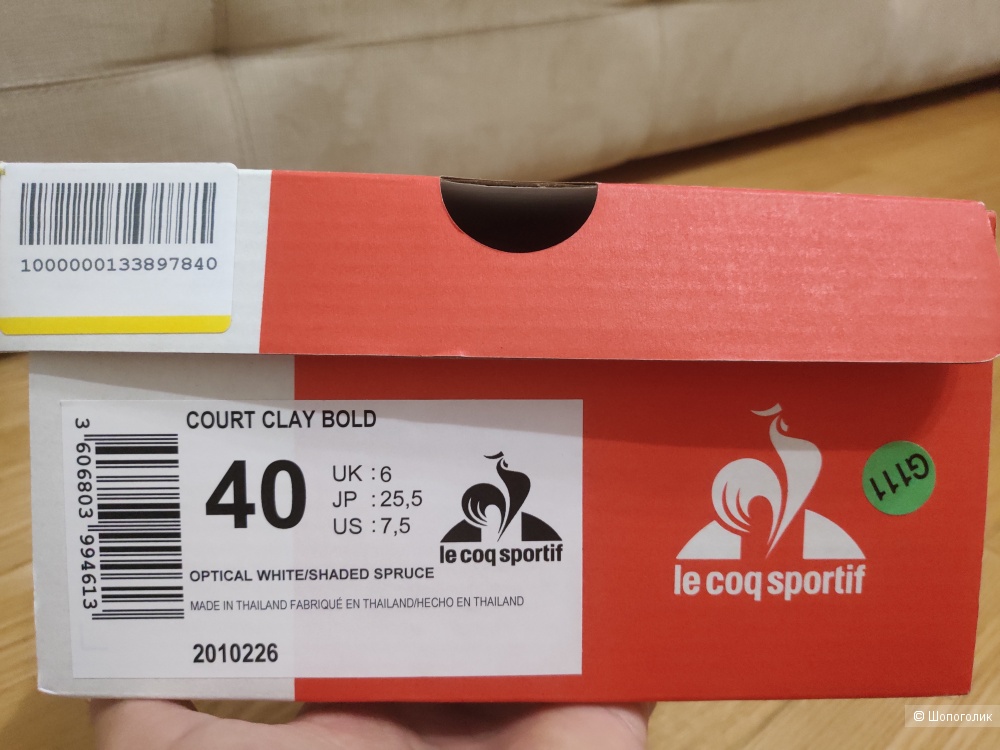 1000000133897840
COURT CLAY BOLD
40
UK : 6
JP : 25,5
US : 7,5
le coq sportif
OPTICAL WHITE/SHADED SPRUCE
MADE IN THAILAND FABRIQUÉ EN THAILAND/HECHO EN THAILAND
2010226
3 606803 994613
le coq sportif
G111
© Шопоголик